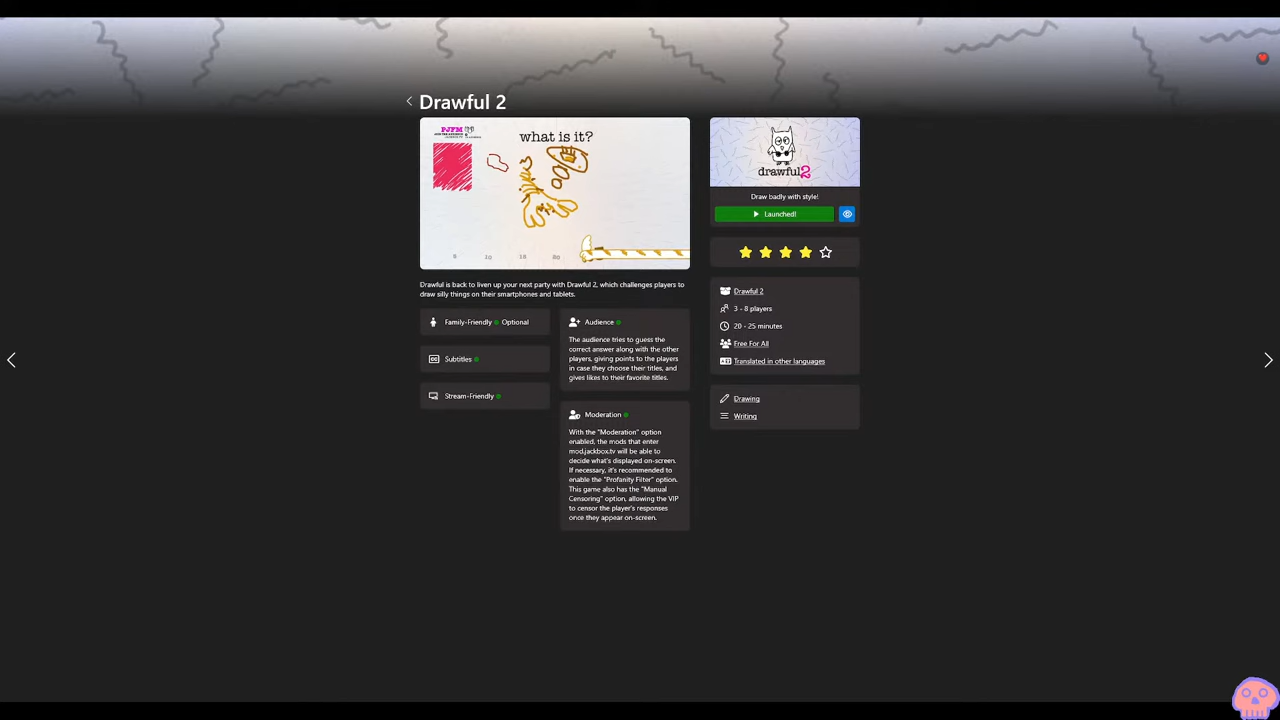 Drawful 2
PJFM
JOIN THE AUDIENCE
what is it?
Drawful is back to liven up your next party with Drawful 2, which challenges players to
draw silly things on their smartphones and tablets.
Family-Friendly Optional
Subtitles
Stream-Friendly
Audience
The audience tries to guess the
correct answer along with the other
players, giving points to the players
in case they choose their titles, and
gives likes to their favorite titles.
Moderation
With the "Moderation" option
enabled, the mods that enter
mod.jackbox.tv will be able to
decide what's displayed on-screen.
If necessary, it's recommended to
enable the "Profanity Filter" option.
This game also has the "Manual
Censoring" option, allowing the VIP
to censor the player's responses
once they appear on-screen.
drawful 2
Draw badly with style!
Launched!
Drawful 2
3 - 8 players
20 - 25 minutes
Free For All
Translated in other languages
Drawing
Writing